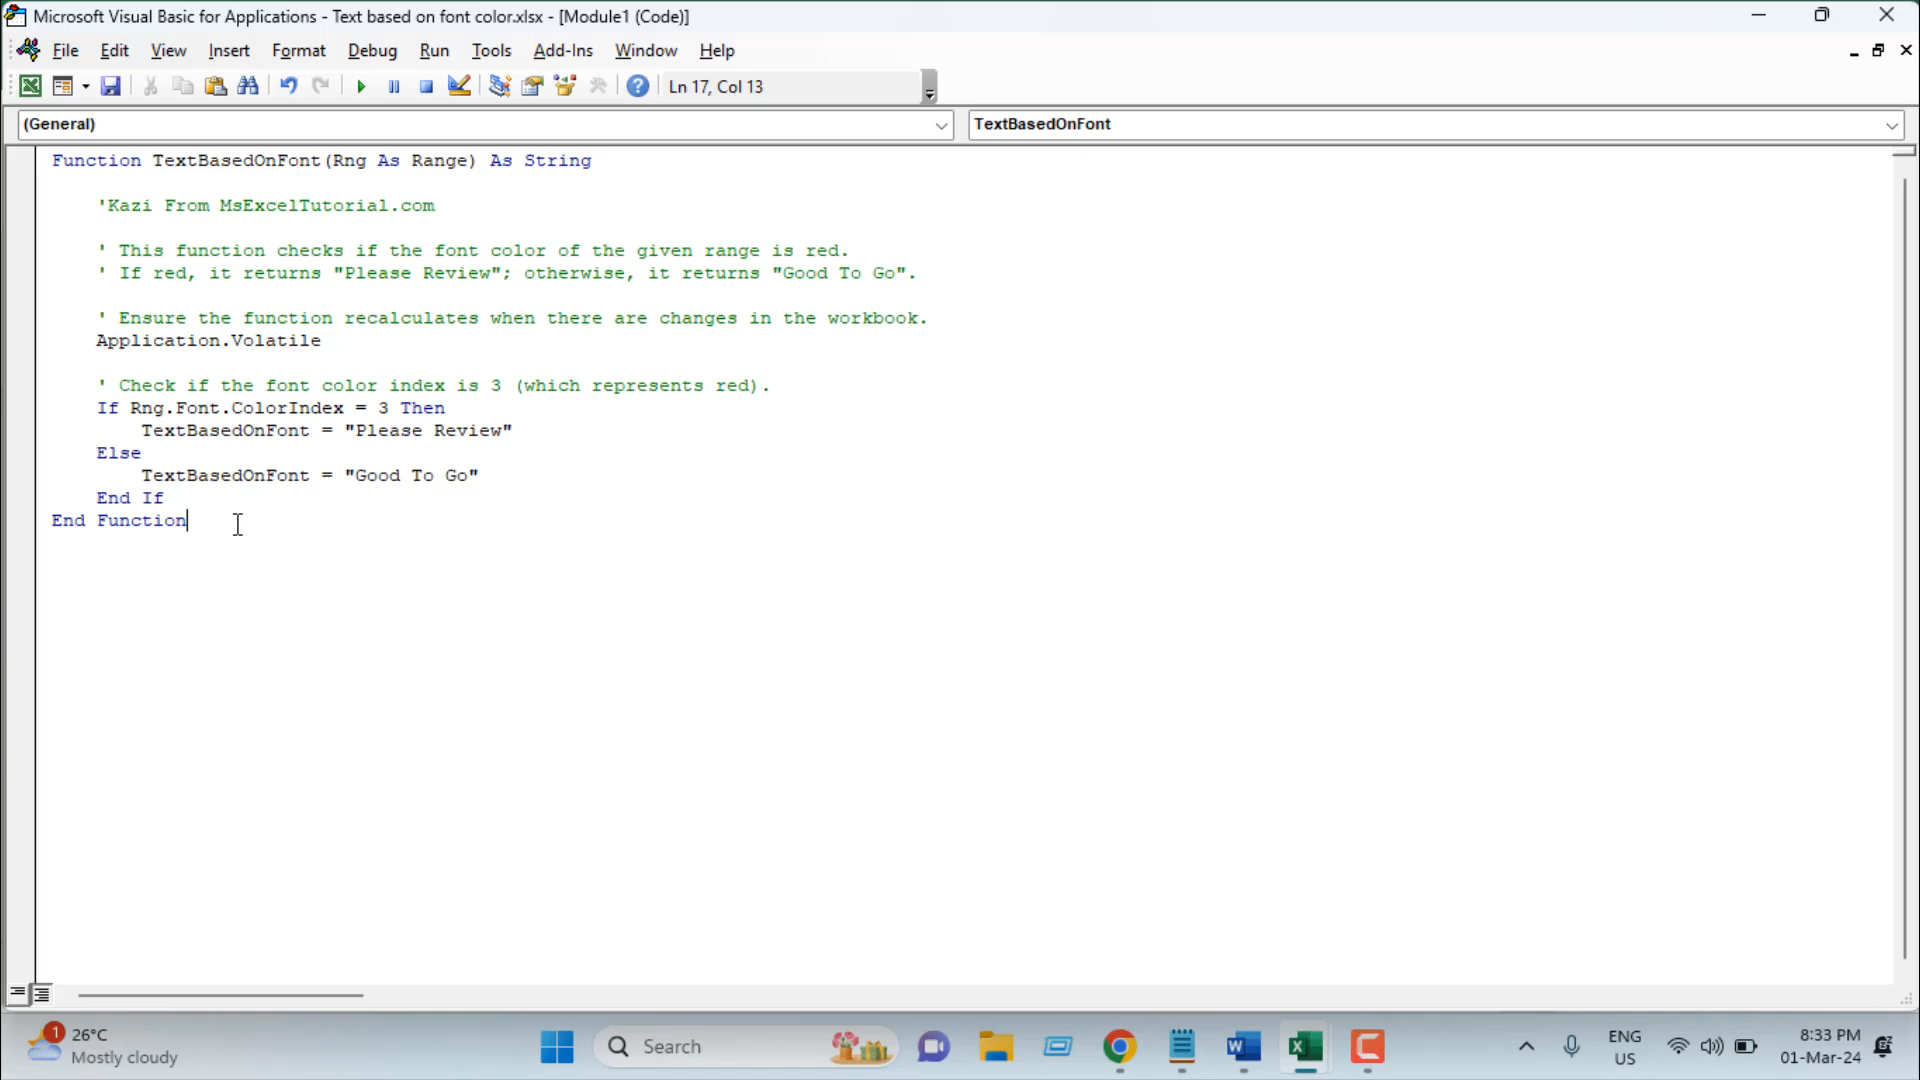 Microsoft Visual Basic for Applications - Text based on font color.xlsx - [Module1 (Code)]
File Edit View Insert Format Debug Run Tools Add-Ins Window Help
Ln 17, Col 13
(General) TextBasedOnFont
Function TextBasedOnFont(Rng As Range) As String
'Kazi From MsExcelTutorial.com
' This function checks if the font color of the given range is red.
' If red, it returns "Please Review"; otherwise, it returns "Good To Go".
' Ensure the function recalculates when there are changes in the workbook.
Application.Volatile
' Check if the font color index is 3 (which represents red).
If Rng.Font.ColorIndex = 3 Then
TextBasedOnFont = "Please Review"
Else
TextBasedOnFont = "Good To Go"
End If
End Function
1 26°C
Mostly cloudy
Search
ENG
US
8:33 PM
01-Mar-24